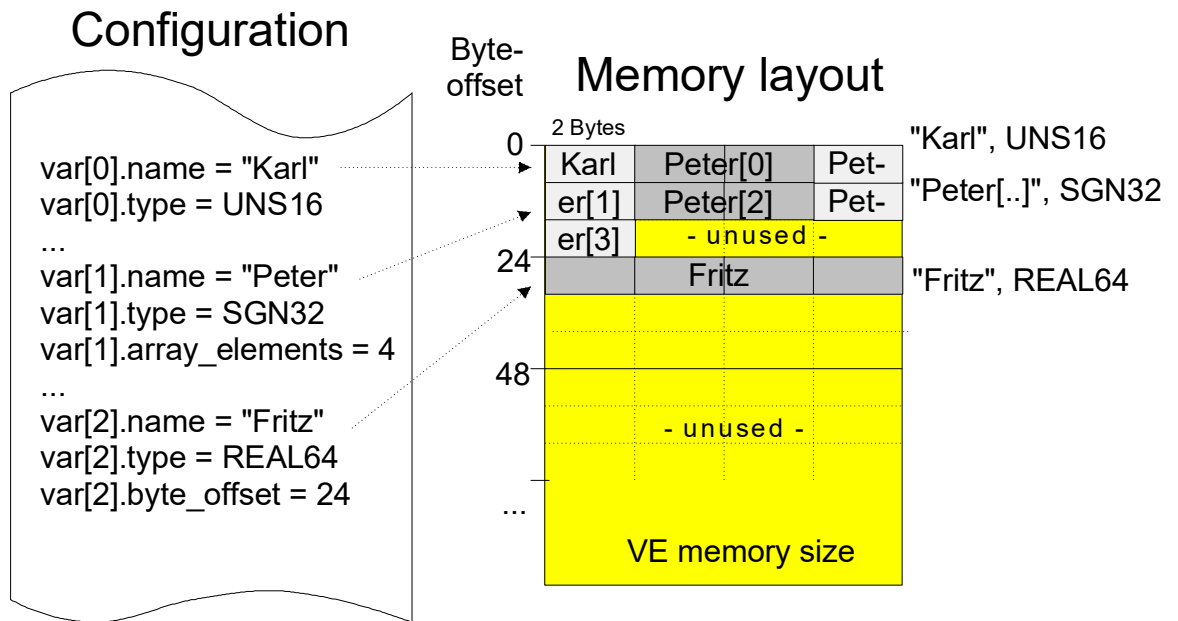 Configuration
var[0].name = "Karl"
var[0].type = UNS16
...
var[1].name = "Peter"
var[1].type = SGN32
var[1].array_elements = 4
...
var[2].name = "Fritz"
var[2].type = REAL64
var[2].byte_offset = 24
Byte-
offset
Memory layout
2 Bytes
0
Karl Peter[0] Pet-
"Karl", UNS16
er[1] Peter[2] Pet-
"Peter[..]", SGN32
er[3] - unused -
24
Fritz
"Fritz", REAL64
48
- unused -
...
VE memory size